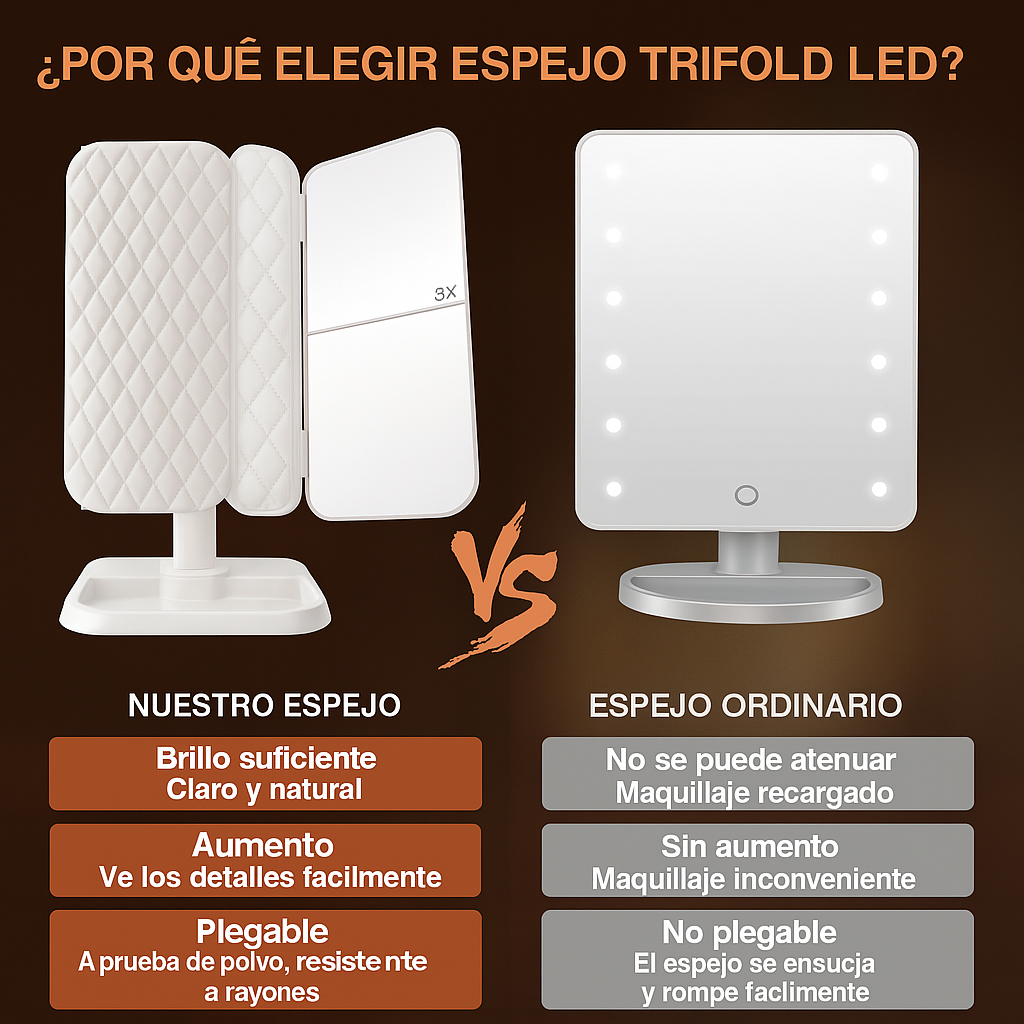 ¿POR QUÊ ELEGIR ESPEJO TRIFOLD LED?
3X
VS
NUESTRO ESPEJO
Brillo suficiente
Claro y natural
Aumento
Ve los detalles facilmente
Plegable
A prueba de polvo, resistente
a rayones
ESPEJO ORDINARIO
No se puede atenuar
Maquillaje recargado
Sin aumento
Maquillaje inconveniente
No plegable
El espejo se ensucja
y rompe faclimente